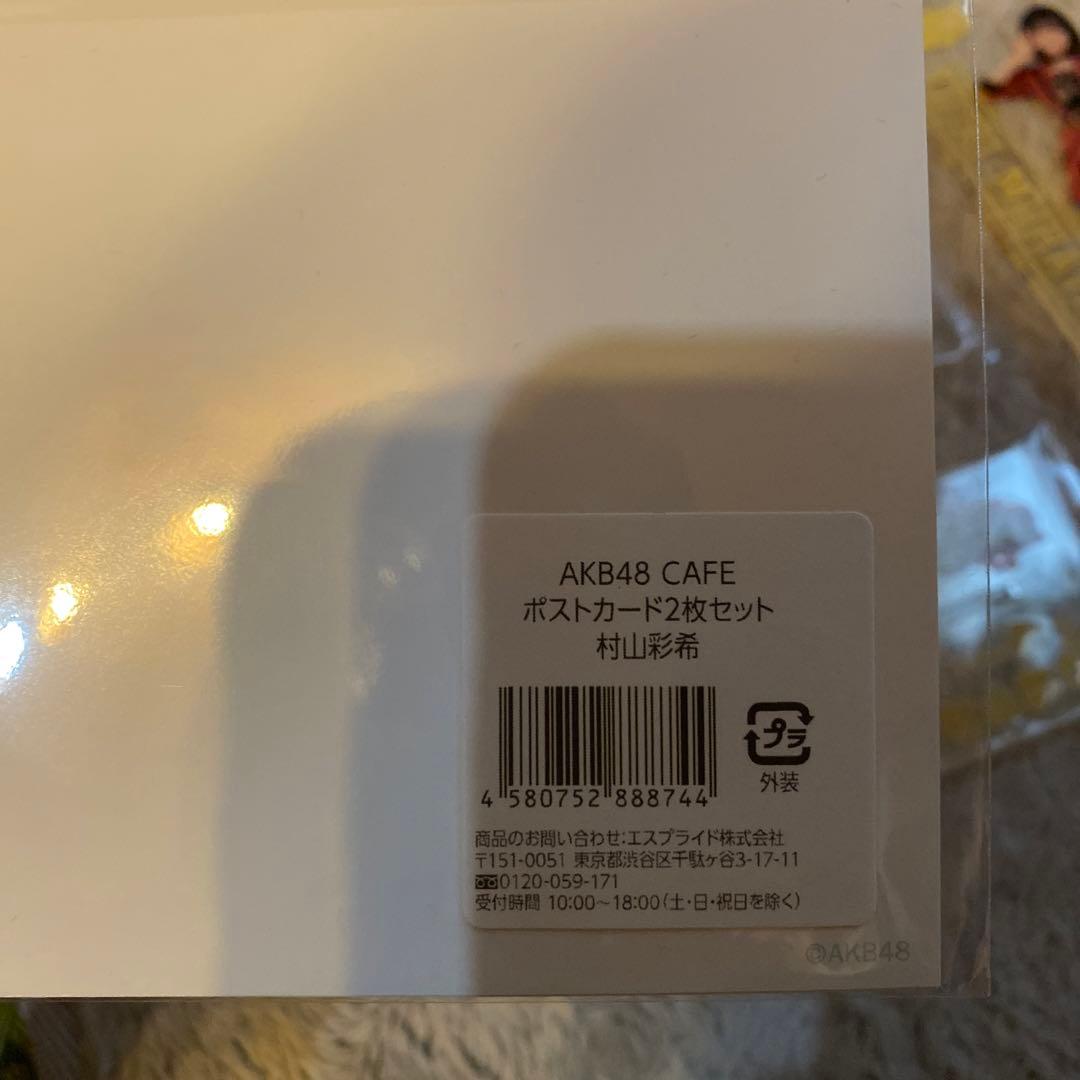 AKB48 CAFE
ポストカード2枚セット
村山彩希
プラ
外装
4 580752 888744
商品のお問い合わせ:エスプライド株式会社
〒151-0051 東京都渋谷区千駄ヶ谷3-17-11
0120-059-171
受付時間 10:00〜18:00(土・日・祝日を除く)
©AKB48